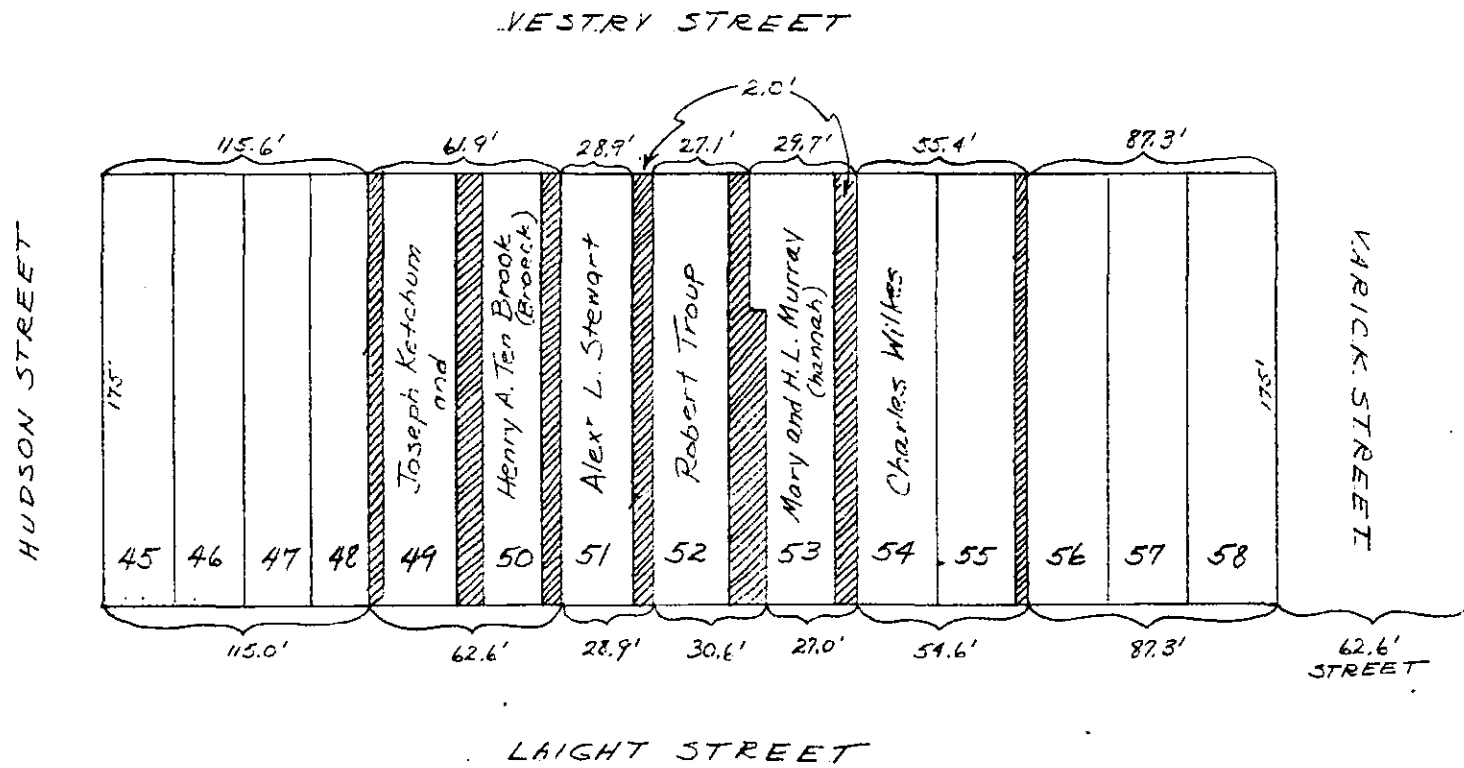 VESTRY STREET
2.0'
115.6' 61.9' 28.9' 27.1' 29.7' 55.4' 87.3'
HUDSON STREET
175'
Joseph Ketchum
and
Henry A. Ten Brook
(Broeck)
Alexr L. Stewart
Robert Troup
Mary and H.L. Murray
(hannah)
Charles Wilkes
175'
VARICK STREET
45 46 47 48 49 50 51 52 53 54 55 56 57 58
115.0' 62.6' 28.9' 30.6' 27.0' 54.6' 87.3' 62.6'
STREET
LAIGHT STREET